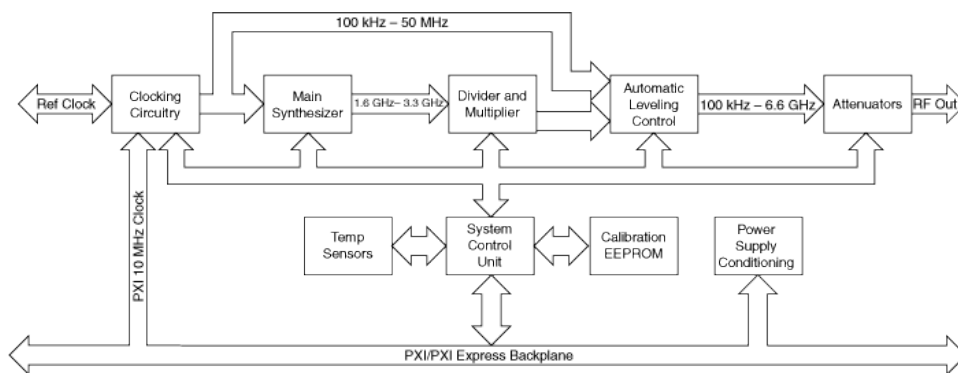 100 kHz – 50 MHz
Ref Clock
Clocking
Circuitry
Main
Synthesizer
1.6 GHz– 3.3 GHz
Divider and
Multiplier
Automatic
Leveling
Control
100 kHz – 6.6 GHz
Attenuators
RF Out
PXI 10 MHz Clock
Temp
Sensors
System
Control
Unit
Calibration
EEPROM
Power
Supply
Conditioning
PXI/PXI Express Backplane